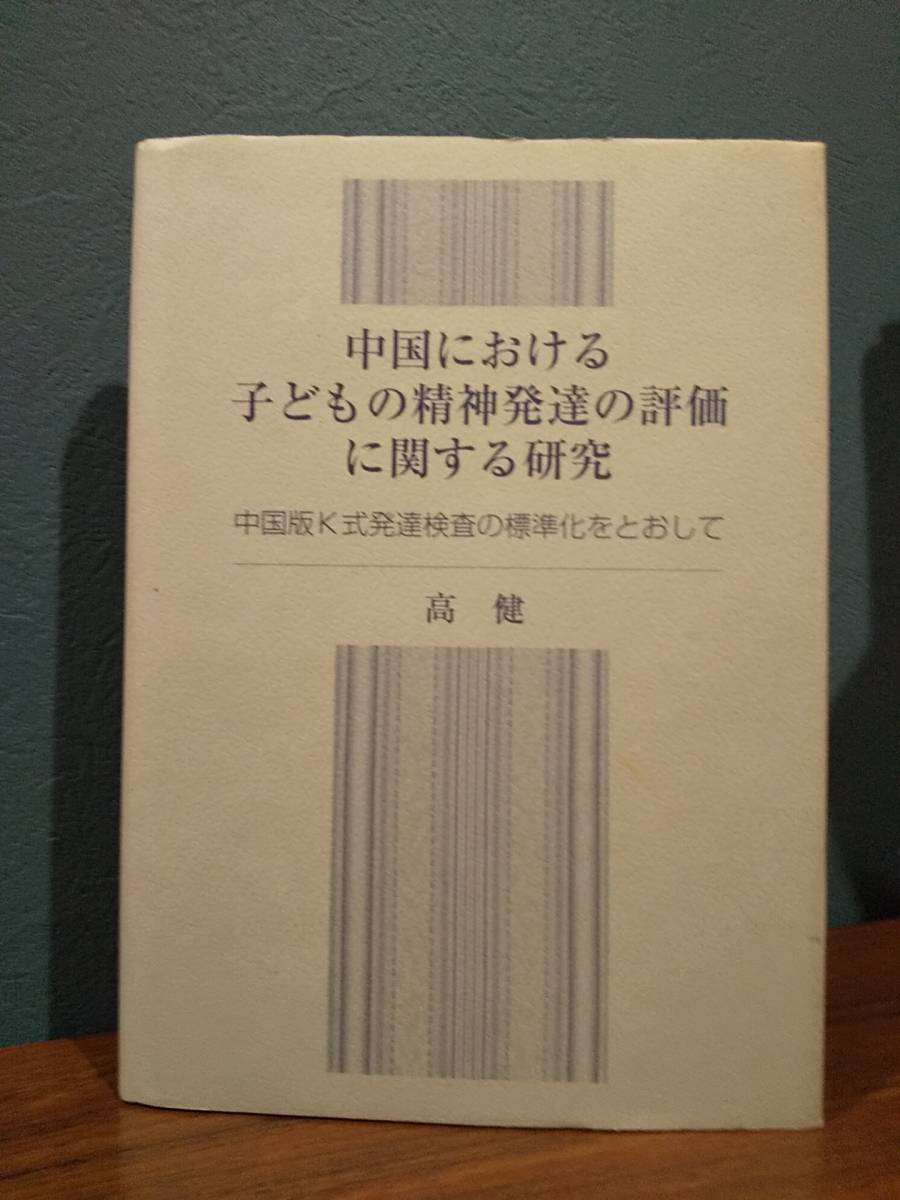 中国における
子どもの精神発達の評価
に関する研究
中国版K式発達検査の標準化をとおして
高 健